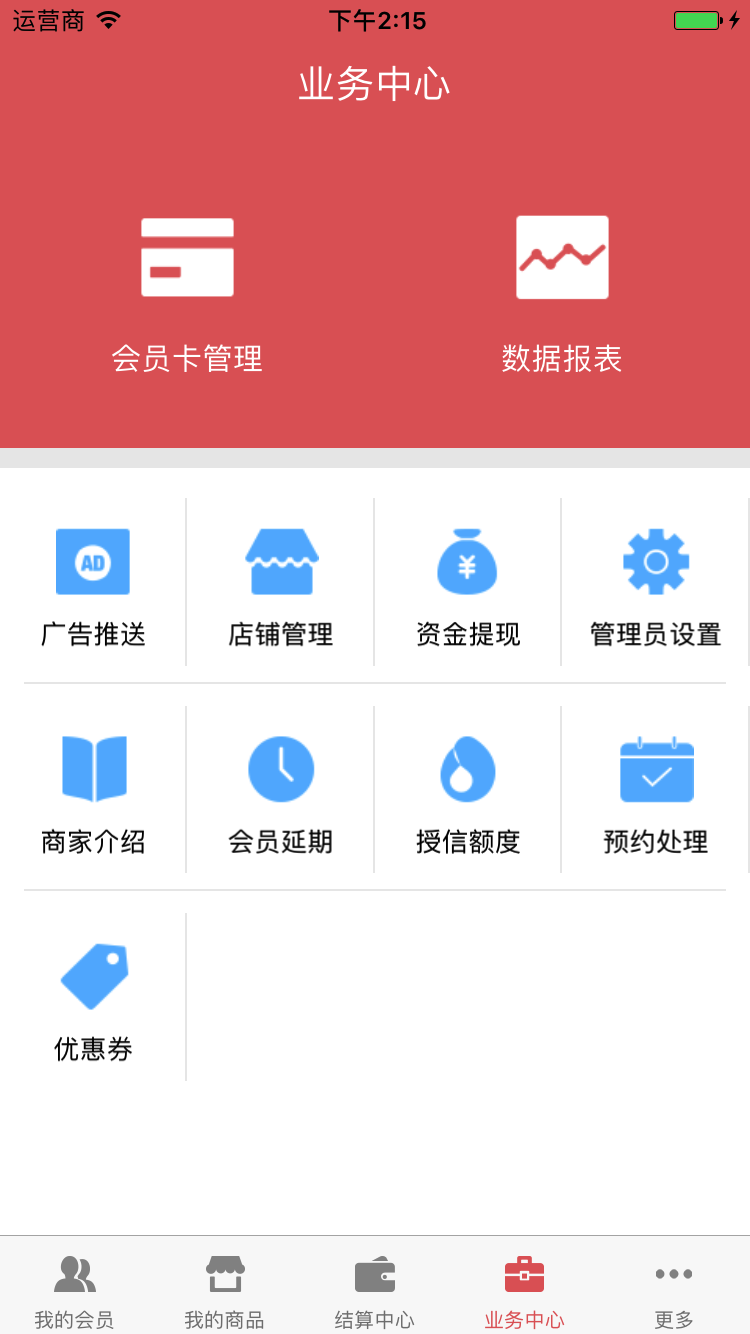 运营商 下午2:15
业务中心
会员卡管理 数据报表
AD ¥
广告推送 店铺管理 资金提现 管理员设置
商家介绍 会员延期 授信额度 预约处理
优惠券
我的会员 我的商品 结算中心 业务中心 更多